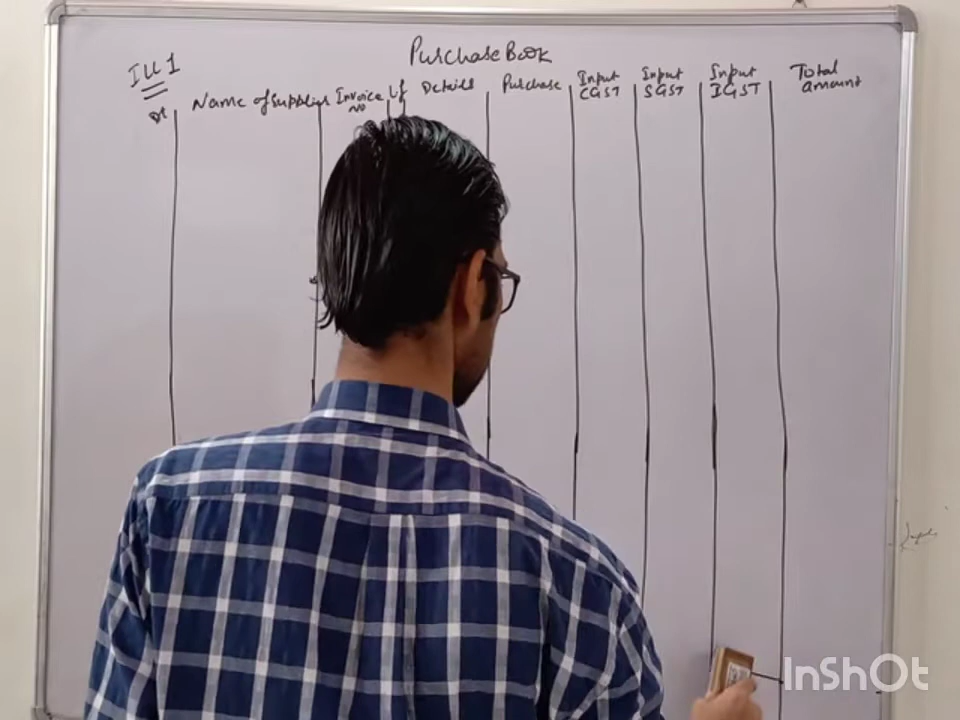 Purchase Book
Ill 1
Dt
Name of Supplier
Invoice
No
Lf
Details
Purchase
Input
CGST
Input
SGST
Input
IGST
Total
amount
InShOt